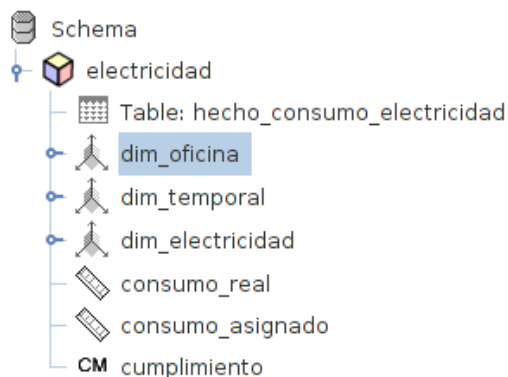 Schema
electricidad
Table: hecho_consumo_electricidad
dim_oficina
dim_temporal
dim_electricidad
consumo_real
consumo_asignado
CM cumplimiento